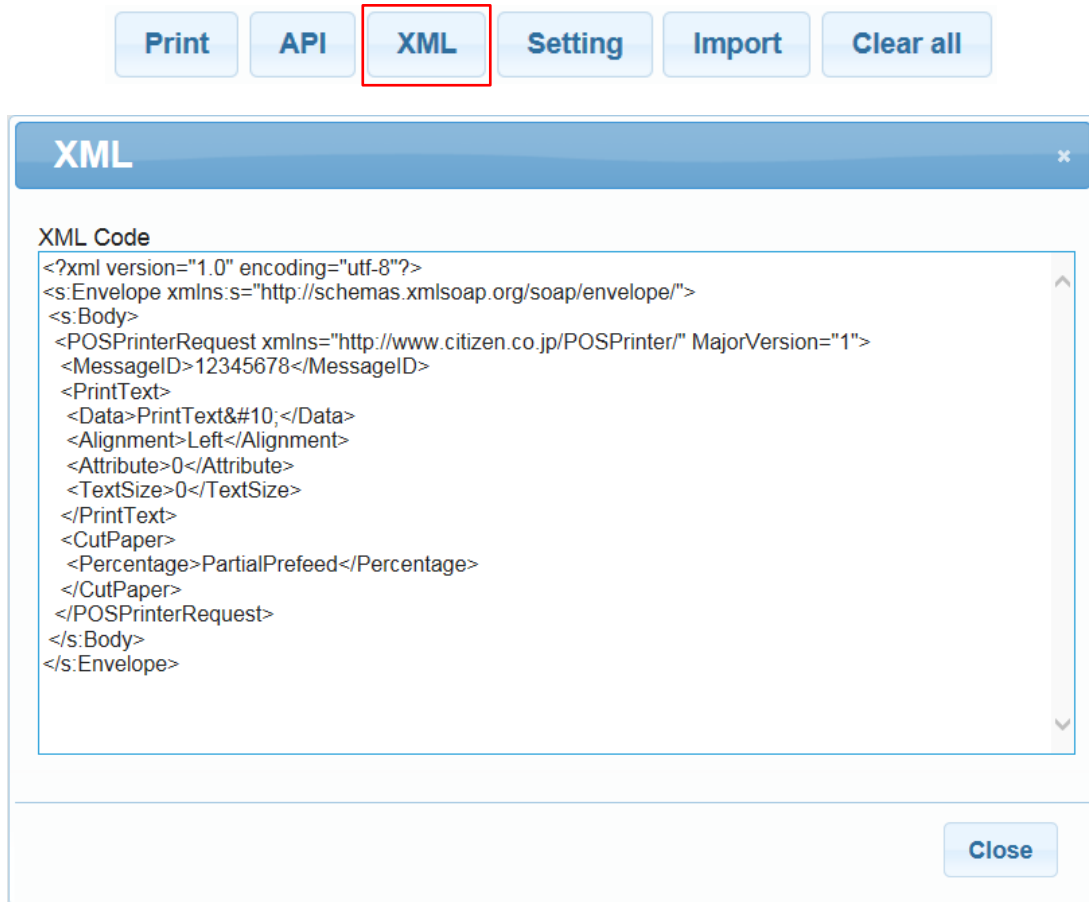 Print API XML Setting Import Clear all
XML
×
XML Code
<?xml version="1.0" encoding="utf-8"?>
<s:Envelope xmlns:s="http://schemas.xmlsoap.org/soap/envelope/">
<s:Body>
<POSPrinterRequest xmlns="http://www.citizen.co.jp/POSPrinter/" MajorVersion="1">
<MessageID>12345678</MessageID>
<PrintText>
<Data>PrintText&#10;</Data>
<Alignment>Left</Alignment>
<Attribute>0</Attribute>
<TextSize>0</TextSize>
</PrintText>
<CutPaper>
<Percentage>PartialPrefeed</Percentage>
</CutPaper>
</POSPrinterRequest>
</s:Body>
</s:Envelope>
Close